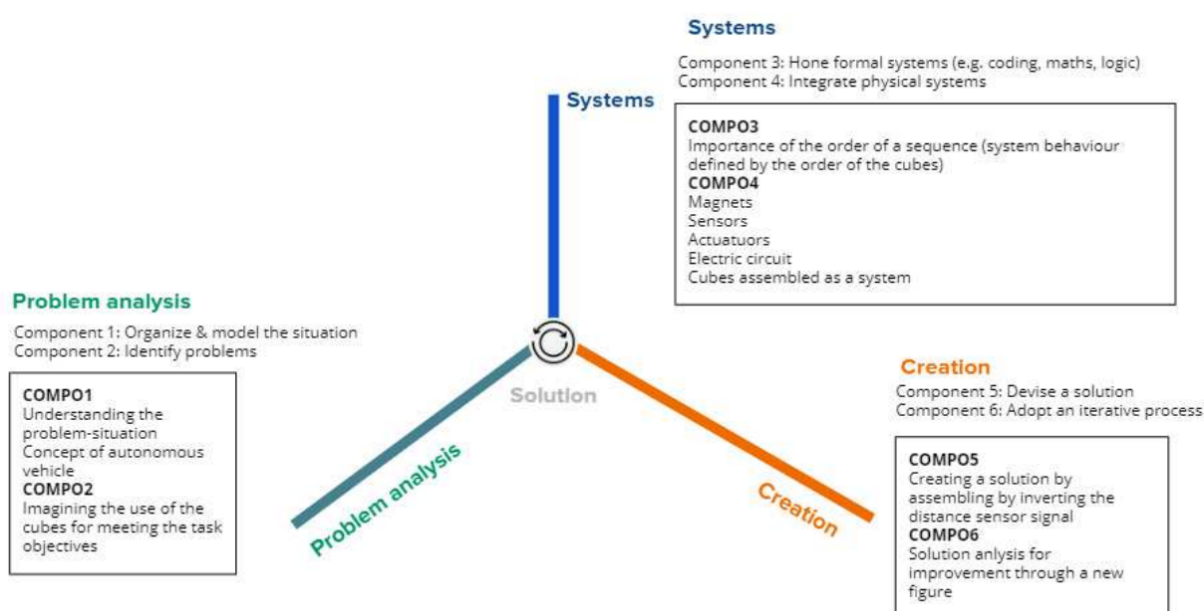 Systems
Component 3: Hone formal systems (e.g. coding, maths, logic)
Component 4: Integrate physical systems
Systems
COMPO3
Importance of the order of a sequence (system behaviour
defined by the order of the cubes)
COMPO4
Magnets
Sensors
Actuatuors
Electric circuit
Cubes assembled as a system
Problem analysis
Component 1: Organize & model the situation
Component 2: Identify problems
COMPO1
Understanding the
problem-situation
Concept of autonomous
vehicle
COMPO2
Imagining the use of the
cubes for meeting the task
objectives
Solution
Problem analysis
Creation
Creation
Component 5: Devise a solution
Component 6: Adopt an iterative process
COMPO5
Creating a solution by
assembling by inverting the
distance sensor signal
COMPO6
Solution anlysis for
improvement through a new
figure